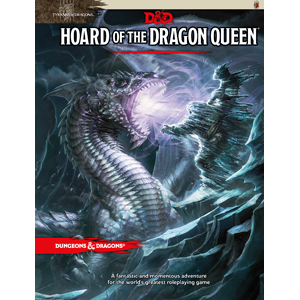 TYRANNY OF DRAGONS
D&D
HOARD OF THE DRAGON QUEEN
DUNGEONS & DRAGONS®
A fantastic and momentous adventure
for the world's greatest roleplaying game